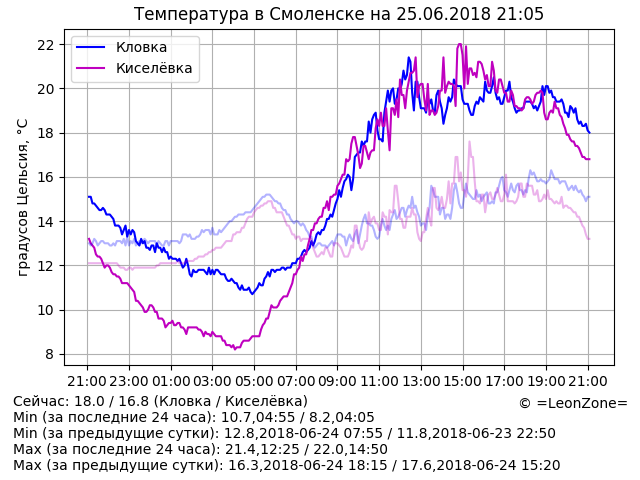 Температура в Смоленске на 25.06.2018 21:05
Кловка
Киселёвка
градусов Цельсия, °C
22
20
18
16
14
12
10
8
21:00 23:00 01:00 03:00 05:00 07:00 09:00 11:00 13:00 15:00 17:00 19:00 21:00
Сейчас: 18.0 / 16.8 (Кловка / Киселёвка)
© =LeonZone=
Min (за последние 24 часа): 10.7,04:55 / 8.2,04:05
Min (за предыдущие сутки): 12.8,2018-06-24 07:55 / 11.8,2018-06-23 22:50
Max (за последние 24 часа): 21.4,12:25 / 22.0,14:50
Max (за предыдущие сутки): 16.3,2018-06-24 18:15 / 17.6,2018-06-24 15:20